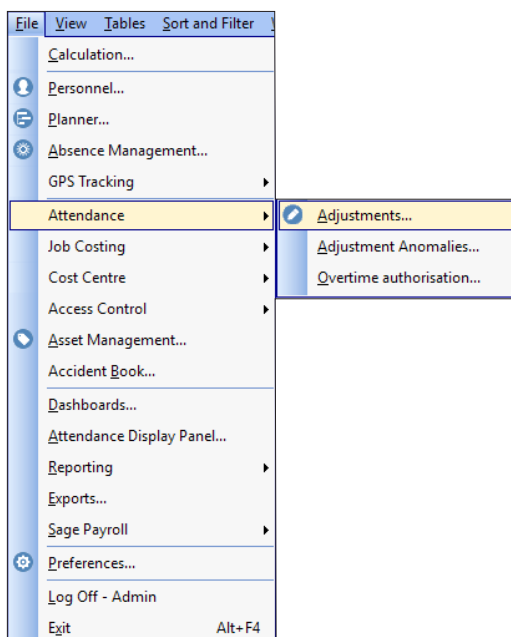 File View Tables Sort and Filter
Calculation...
Personnel...
Planner...
Absence Management...
GPS Tracking
Attendance
Adjustments...
Job Costing
Adjustment Anomalies...
Cost Centre
Overtime authorisation...
Access Control
Asset Management...
Accident Book...
Dashboards...
Attendance Display Panel...
Reporting
Exports...
Sage Payroll
Preferences...
Log Off - Admin
Exit Alt+F4